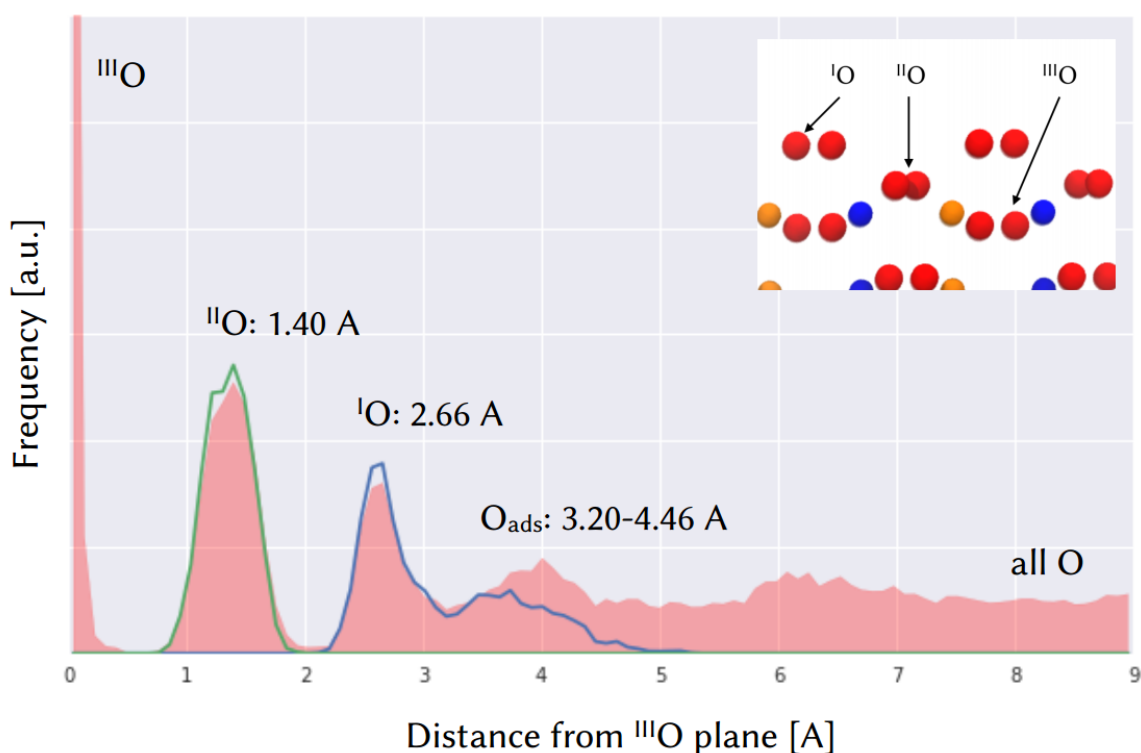 ᴵᴵᴵO
ᴵO
ᴵᴵO
ᴵᴵᴵO
ᴵᴵO: 1.40 A
ᴵO: 2.66 A
Oₐds: 3.20-4.46 A
all O
Frequency [a.u.]
0 1 2 3 4 5 6 7 8 9
Distance from ᴵᴵᴵO plane [A]